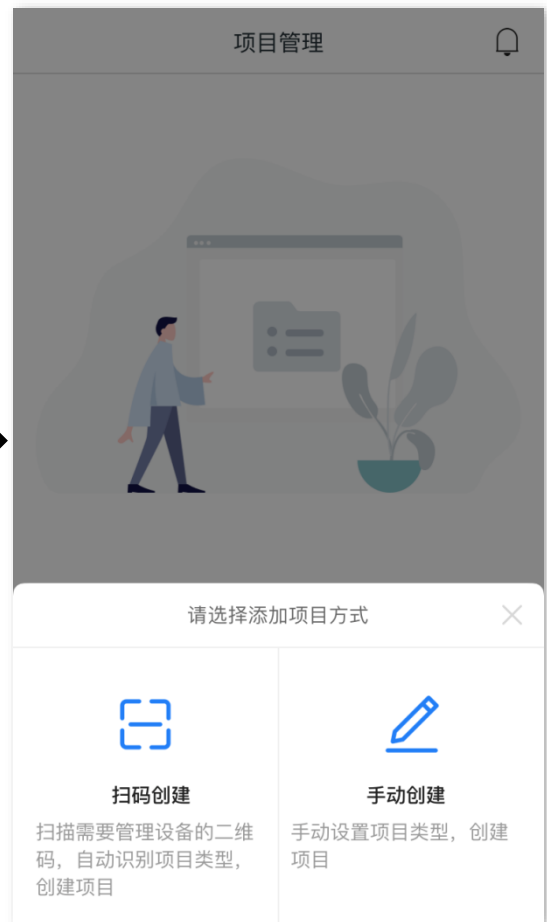 项目管理
请选择添加项目方式
扫码创建
扫描需要管理设备的二维
码，自动识别项目类型，
创建项目
手动创建
手动设置项目类型，创建
项目